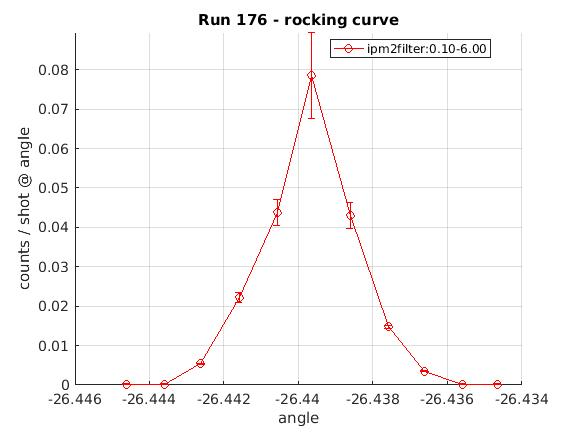 Run 176 - rocking curve
ipm2filter:0.10-6.00
counts / shot @ angle
0.08
0.07
0.06
0.05
0.04
0.03
0.02
0.01
0
-26.446 -26.444 -26.442 -26.44 -26.438 -26.436 -26.434
angle